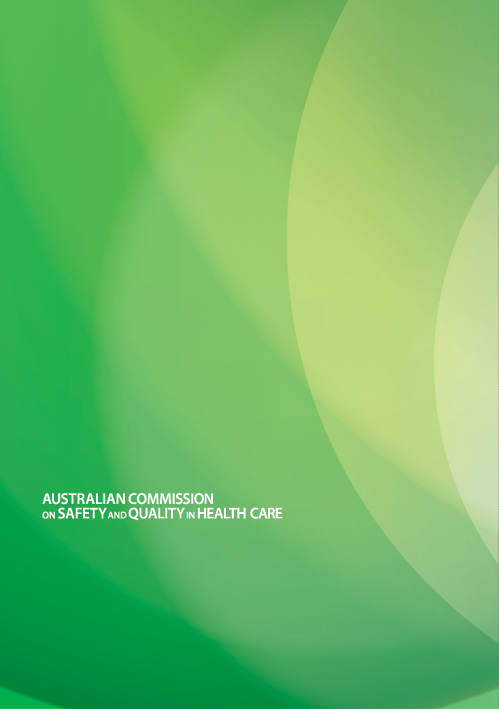 AUSTRALIAN COMMISSION
ON SAFETY AND QUALITY IN HEALTH CARE